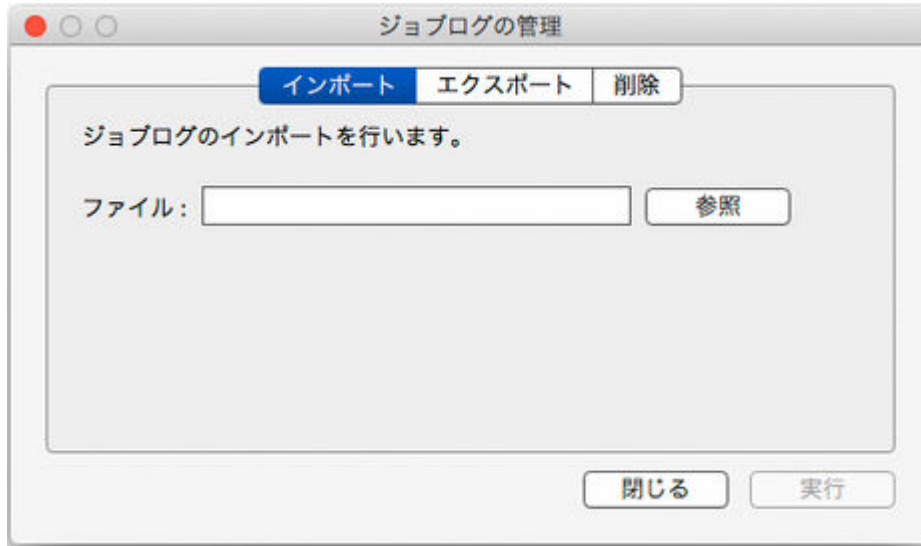 ジョブログの管理
インポート エクスポート 削除
ジョブログのインポートを行います。
ファイル : 参照
閉じる 実行